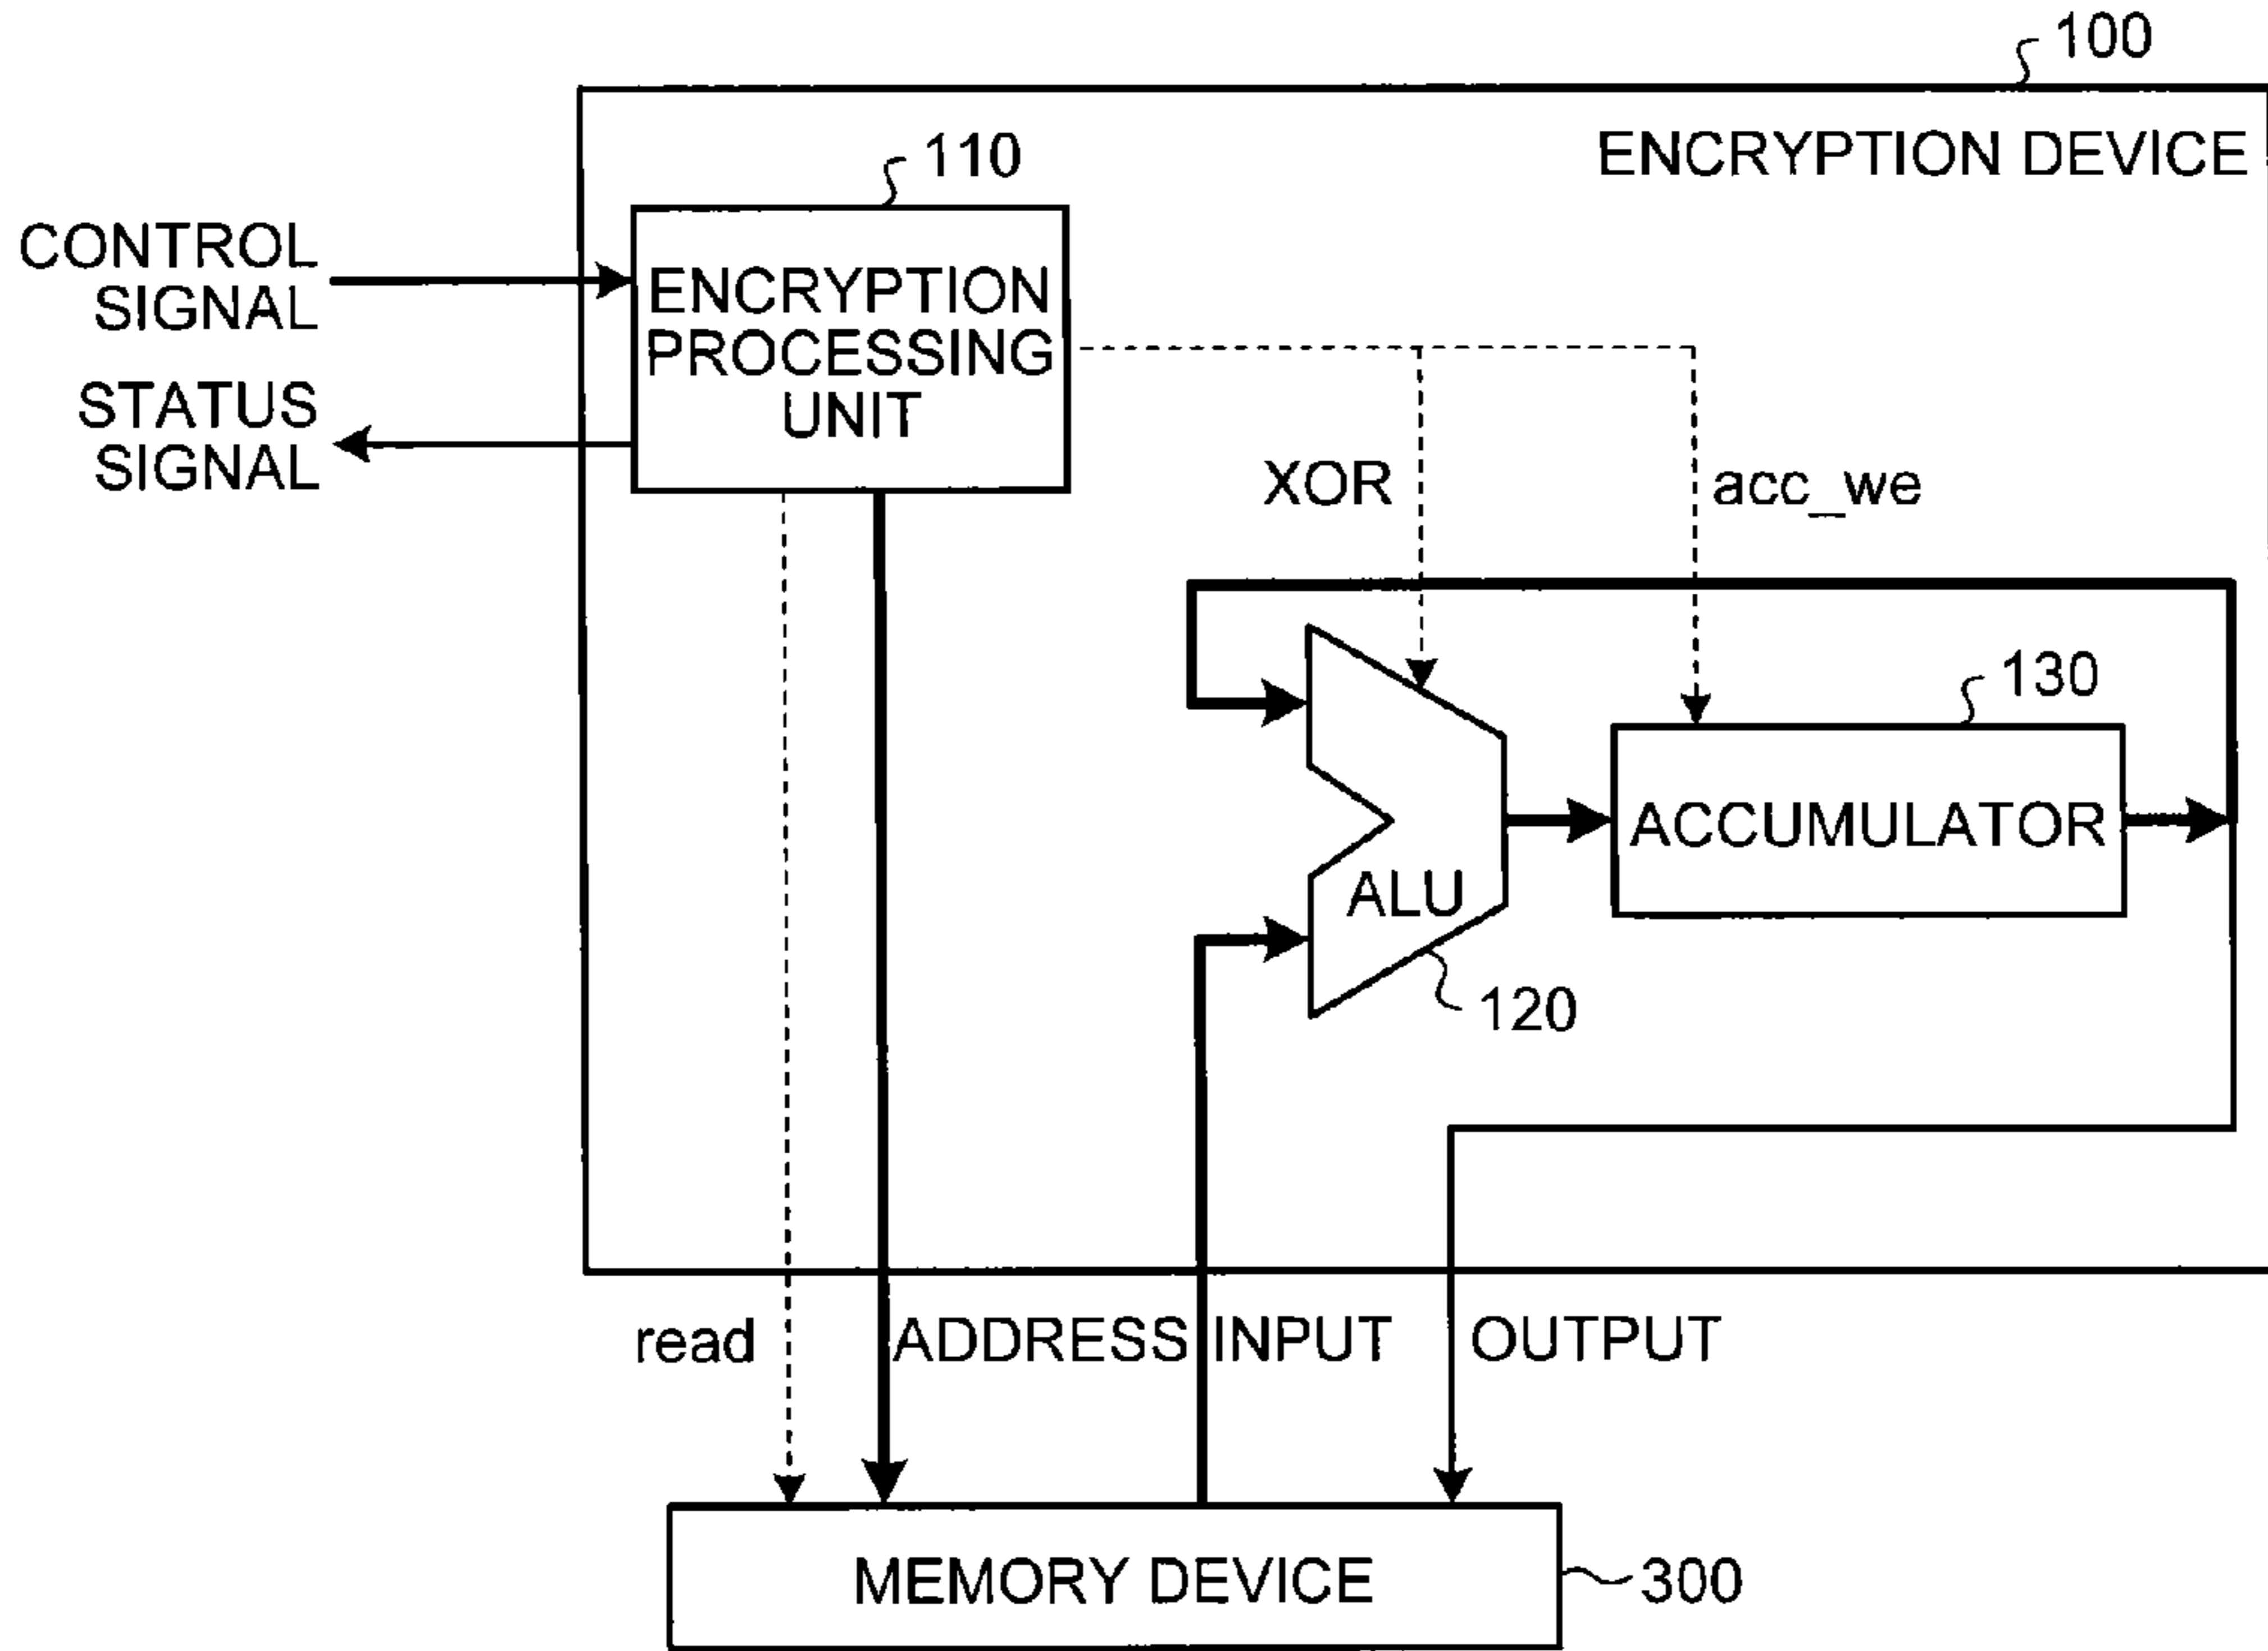 100
ENCRYPTION DEVICE
110
CONTROL
SIGNAL
ENCRYPTION
PROCESSING
UNIT
STATUS
SIGNAL
XOR
acc_we
130
ACCUMULATOR
ALU
120
read
ADDRESS
INPUT
OUTPUT
MEMORY DEVICE
300